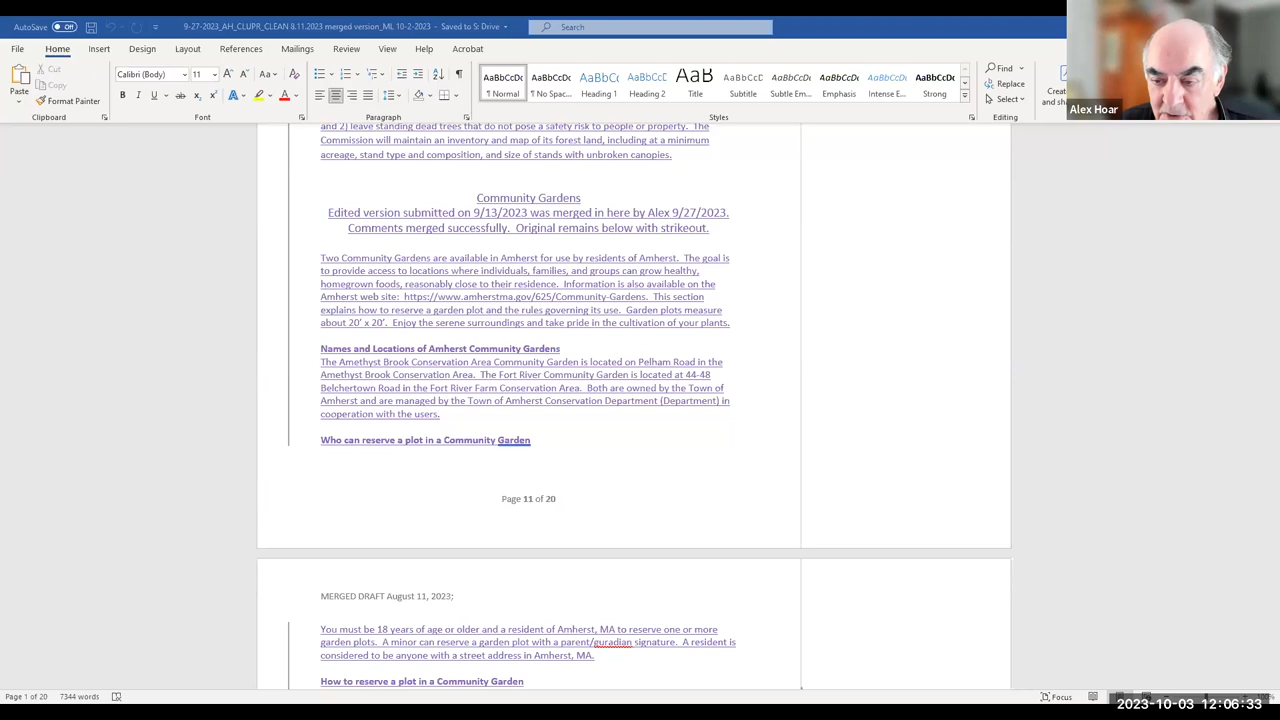 AutoSave Off 9-27-2023_AH_CLUPR_CLEAN 8.11.2023 merged version_ML 10-2-2023 - Saved to S: Drive Search
File Home Insert Design Layout References Mailings Review View Help Acrobat
Paste Cut Copy Format Painter Clipboard
Calibri (Body) 11 Font
Paragraph
AaBbCcDc ¶ Normal AaBbCcDc ¶ No Spac... AaBbCc Heading 1 AaBbCcC Heading 2 AaB Title AaBbCcD Subtitle AaBbCcDt Subtle Em... AaBbCcDt Emphasis AaBbCcDt Intense E... AaBbCcDc Strong Styles
Find Replace Select Editing
Alex Hoar
and 2) leave standing dead trees that do not pose a safety risk to people or property. The
Commission will maintain an inventory and map of its forest land, including at a minimum
acreage, stand type and composition, and size of stands with unbroken canopies.
Community Gardens
Edited version submitted on 9/13/2023 was merged in here by Alex 9/27/2023.
Comments merged successfully. Original remains below with strikeout.
Two Community Gardens are available in Amherst for use by residents of Amherst. The goal is
to provide access to locations where individuals, families, and groups can grow healthy,
homegrown foods, reasonably close to their residence. Information is also available on the
Amherst web site: https://www.amherstma.gov/625/Community-Gardens. This section
explains how to reserve a garden plot and the rules governing its use. Garden plots measure
about 20' x 20'. Enjoy the serene surroundings and take pride in the cultivation of your plants.
Names and Locations of Amherst Community Gardens
The Amethyst Brook Conservation Area Community Garden is located on Pelham Road in the
Amethyst Brook Conservation Area. The Fort River Community Garden is located at 44-48
Belchertown Road in the Fort River Farm Conservation Area. Both are owned by the Town of
Amherst and are managed by the Town of Amherst Conservation Department (Department) in
cooperation with the users.
Who can reserve a plot in a Community Garden
Page 11 of 20
MERGED DRAFT August 11, 2023;
You must be 18 years of age or older and a resident of Amherst, MA to reserve one or more
garden plots. A minor can reserve a garden plot with a parent/guradian signature. A resident is
considered to be anyone with a street address in Amherst, MA.
How to reserve a plot in a Community Garden
Page 1 of 20 7344 words Focus
2023-10-03 12:06:33